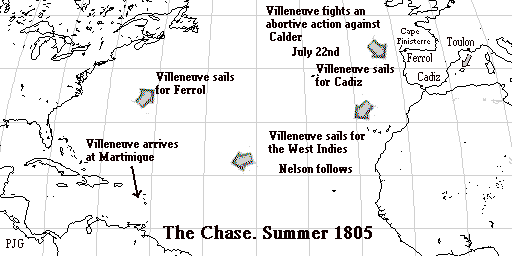 Villeneuve fights an
abortive action against
Calder
July 22nd
Cape
Finisterre
Toulon
Ferrol
Cadiz
Villeneuve sails
for Cadiz
Villeneuve sails
for Ferrol
Villeneuve arrives
at Martinique
Villeneuve sails for
the West Indies
Nelson follows
The Chase. Summer 1805
PJG